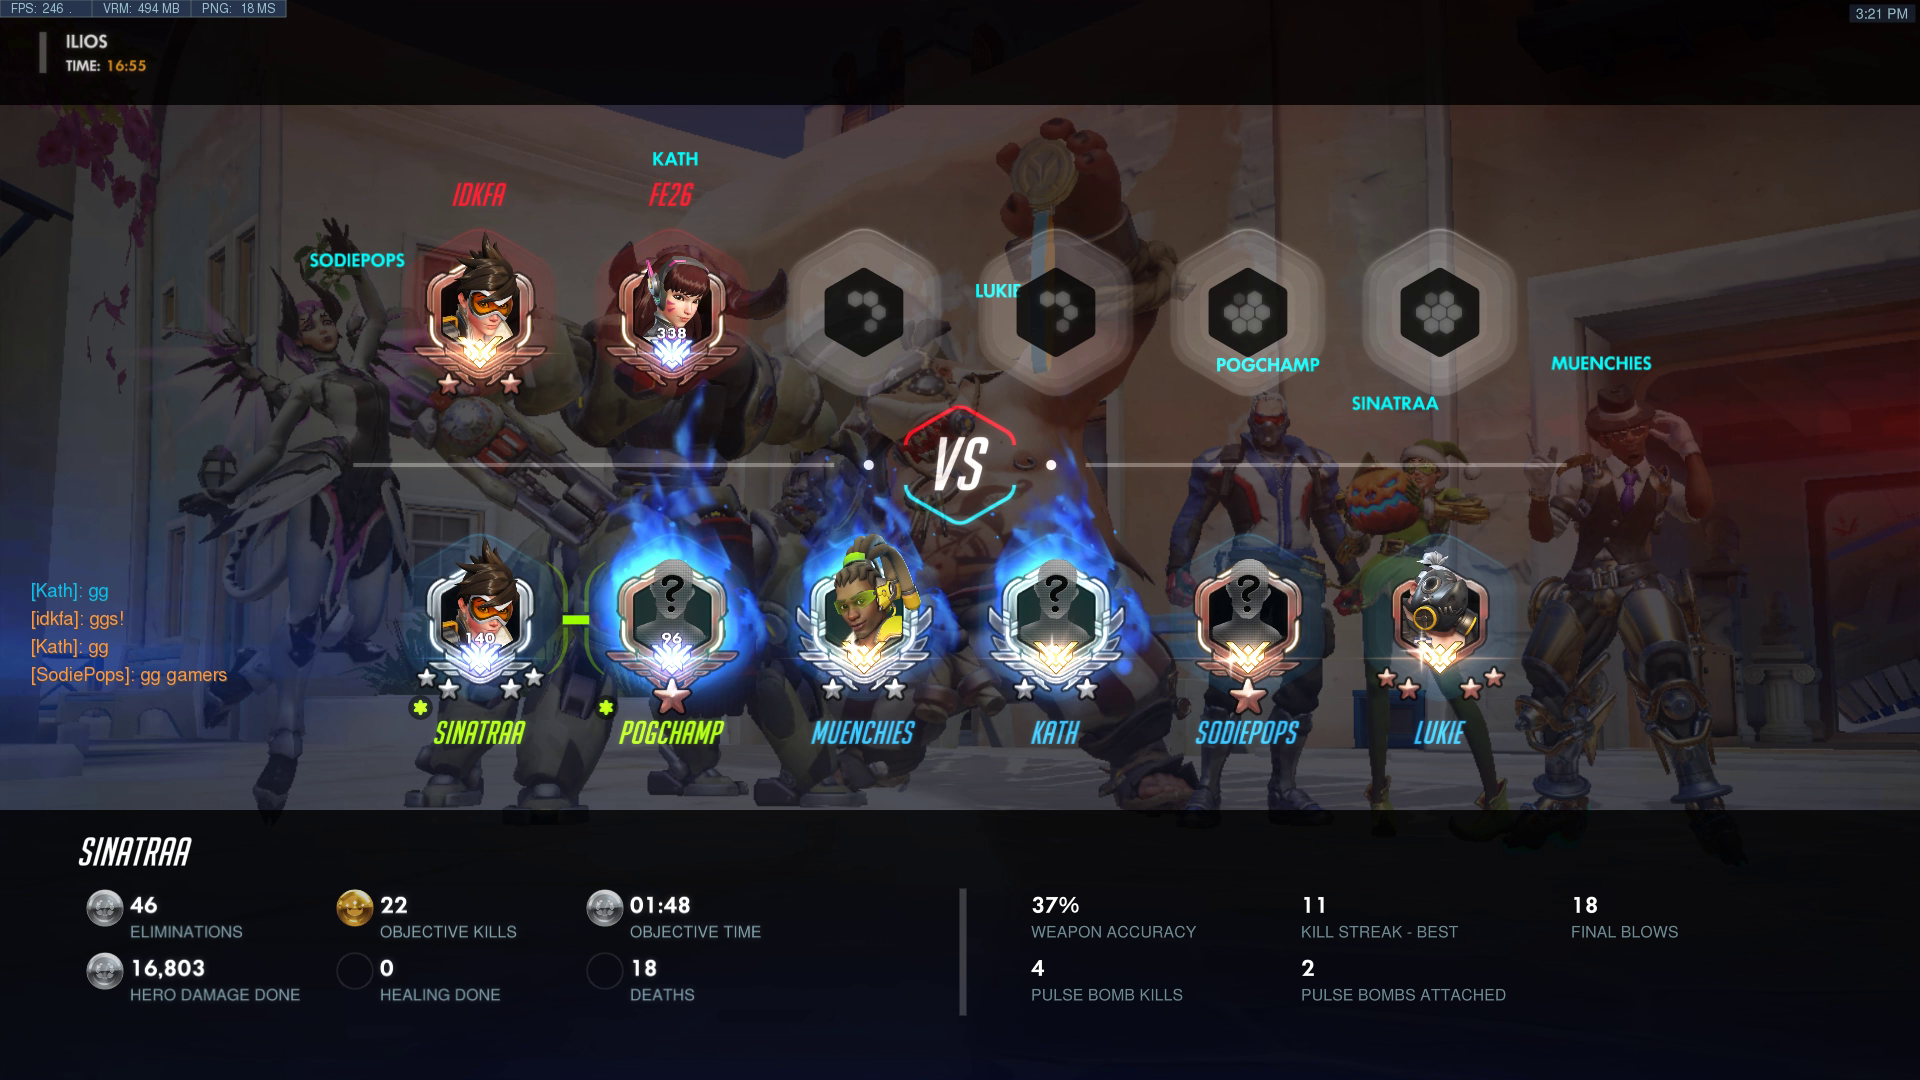 FPS: 246 . VRM: 494 MB PNG: 18 MS
3:21 PM
ILIOS
TIME: 16:55
KATH
IDKFA FE26
SODIEPOPS
LUKIE
338
POGCHAMP
MUENCHIES
SINATRAA
VS
?
?
?
140 96
[Kath]: gg
[idkfa]: ggs!
[Kath]: gg
[SodiePops]: gg gamers
SINATRAA POGCHAMP MUENCHIES KATH SODIEPOPS LUKIE
SINATRAA
46 22 01:48 37% 11 18
ELIMINATIONS OBJECTIVE KILLS OBJECTIVE TIME WEAPON ACCURACY KILL STREAK - BEST FINAL BLOWS
16,803 0 18 4 2
HERO DAMAGE DONE HEALING DONE DEATHS PULSE BOMB KILLS PULSE BOMBS ATTACHED